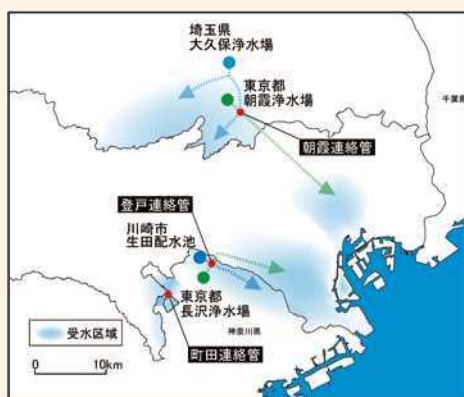 埼玉県
大久保浄水場
東京都
朝霞浄水場
千葉県
朝霞連絡管
登戸連絡管
川崎市
生田配水池
東京都
長沢浄水場
神奈川県
町田連絡管
受水区域
0 10km